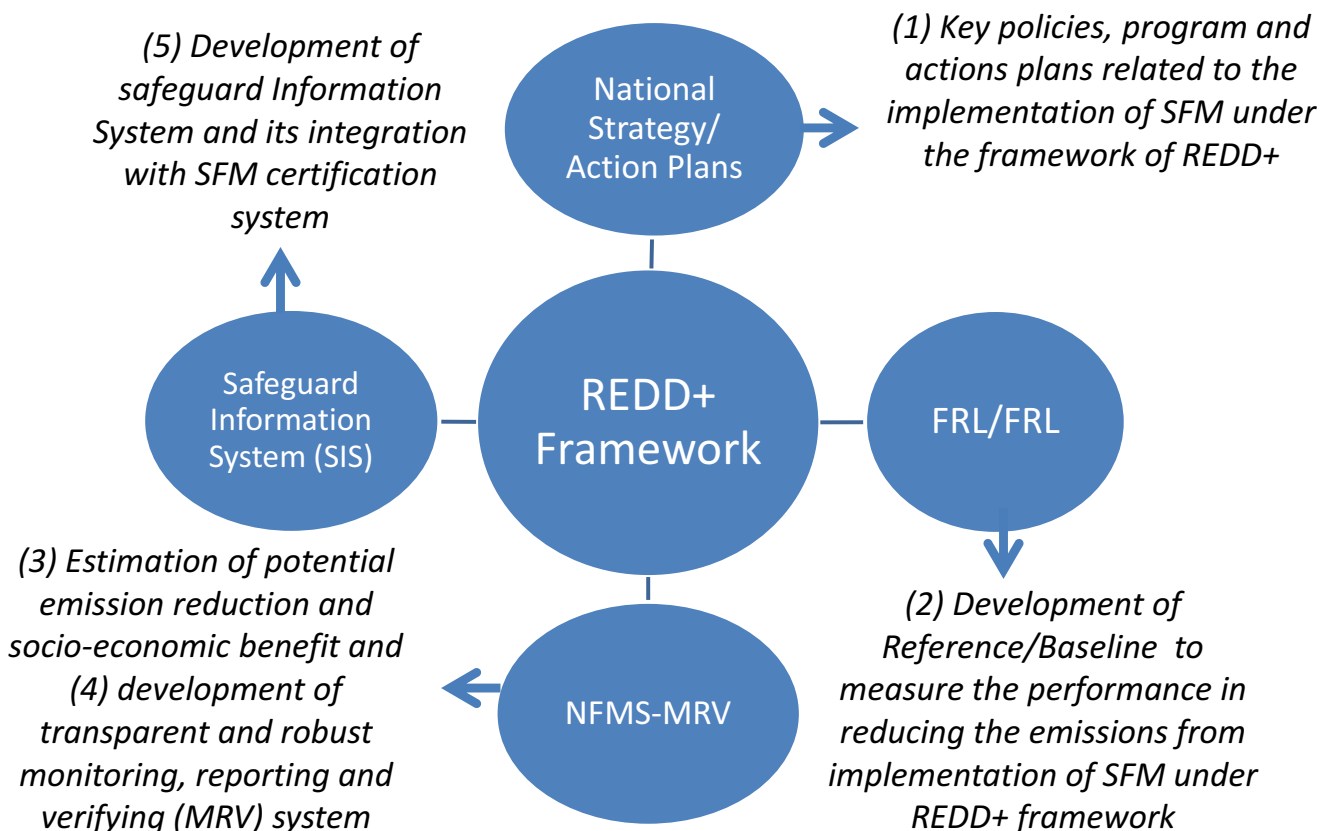 (5) Development of
safeguard Information
System and its integration
with SFM certification
system
National
Strategy/
Action Plans
(1) Key policies, program and
actions plans related to the
implementation of SFM under
the framework of REDD+
Safeguard
Information
System (SIS)
REDD+
Framework
FRL/FRL
(3) Estimation of potential
emission reduction and
socio-economic benefit and
(4) development of
transparent and robust
monitoring, reporting and
verifying (MRV) system
NFMS-MRV
(2) Development of
Reference/Baseline to
measure the performance in
reducing the emissions from
implementation of SFM under
REDD+ framework